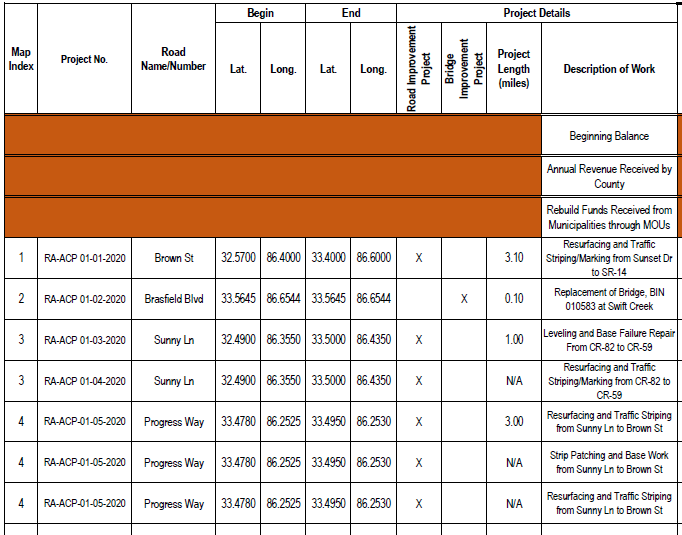 Begin End Project Details
Map Index Project No. Road Name/Number Lat. Long. Lat. Long. Road Improvement Project Bridge Improvement Project Project Length (miles) Description of Work
Beginning Balance
Annual Revenue Received by
County
Rebuild Funds Received from
Municipalities through MOUs
1 RA-ACP 01-01-2020 Brown St 32.5700 86.4000 33.4000 86.6000 X 3.10 Resurfacing and Traffic
Striping/Marking from Sunset Dr
to SR-14
2 RA-ACP 01-02-2020 Brasfield Blvd 33.5645 86.6544 33.5645 86.6544 X 0.10 Replacement of Bridge, BIN
010583 at Swift Creek
3 RA-ACP 01-03-2020 Sunny Ln 32.4900 86.3550 33.5000 86.4350 X 1.00 Leveling and Base Failure Repair
From CR-82 to CR-59
3 RA-ACP 01-04-2020 Sunny Ln 32.4900 86.3550 33.5000 86.4350 X N/A Resurfacing and Traffic
Striping/Marking from CR-82 to
CR-59
4 RA-ACP-01-05-2020 Progress Way 33.4780 86.2525 33.4950 86.2530 X 3.00 Resurfacing and Traffic Striping
from Sunny Ln to Brown St
4 RA-ACP-01-05-2020 Progress Way 33.4780 86.2525 33.4950 86.2530 X N/A Strip Patching and Base Work
from Sunny Ln to Brown St
4 RA-ACP-01-05-2020 Progress Way 33.4780 86.2525 33.4950 86.2530 X N/A Resurfacing and Traffic Striping
from Sunny Ln to Brown St